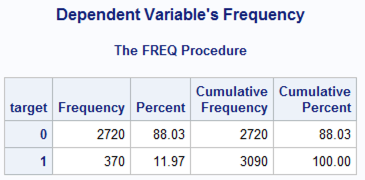 Dependent Variable's Frequency
The FREQ Procedure
target Frequency Percent Cumulative Frequency Cumulative Percent
0 2720 88.03 2720 88.03
1 370 11.97 3090 100.00